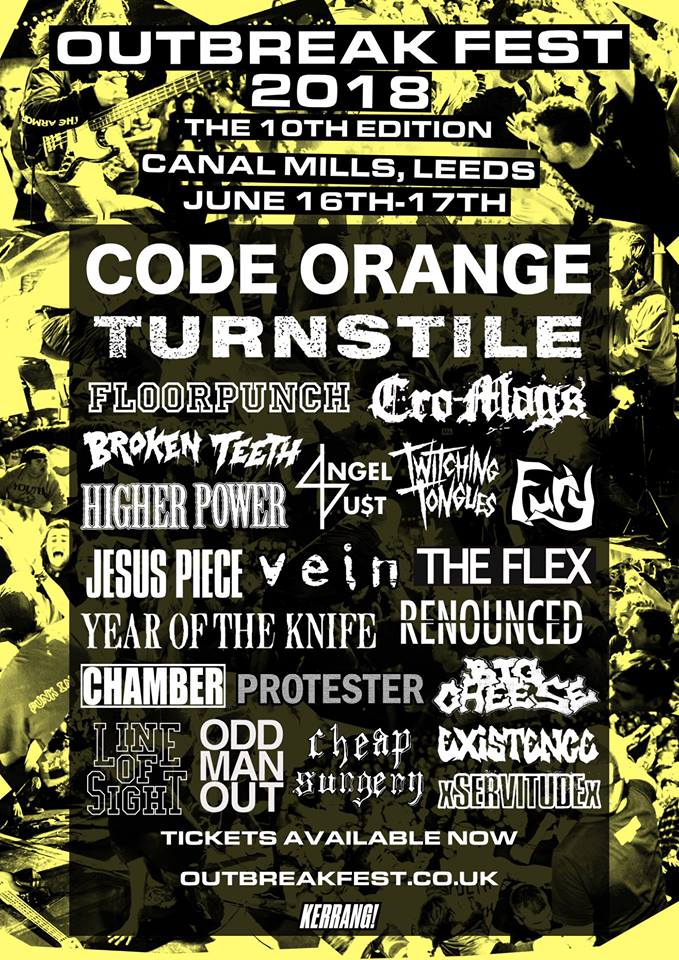 OUTBREAK FEST
2018
THE 10TH EDITION
CANAL MILLS, LEEDS
JUNE 16TH-17TH
THE ARMO
CODE ORANGE
TURNSTILE
FLOORPUNCH Cro-Mags
BROKEN TEETH
HIGHER POWER
ANGEL
DU$T
TWITCHING
TONGUES
Fury
JESUS PIECE vein THE FLEX
YEAR OF THE KNIFE RENOUNCED
CHAMBER PROTESTER BIG
CHEESE
LINE
OF
SIGHT
ODD
MAN
OUT
cheap
surgery
EXISTENCE
xSERVITUDEx
TICKETS AVAILABLE NOW
OUTBREAKFEST.CO.UK
KERRANG!